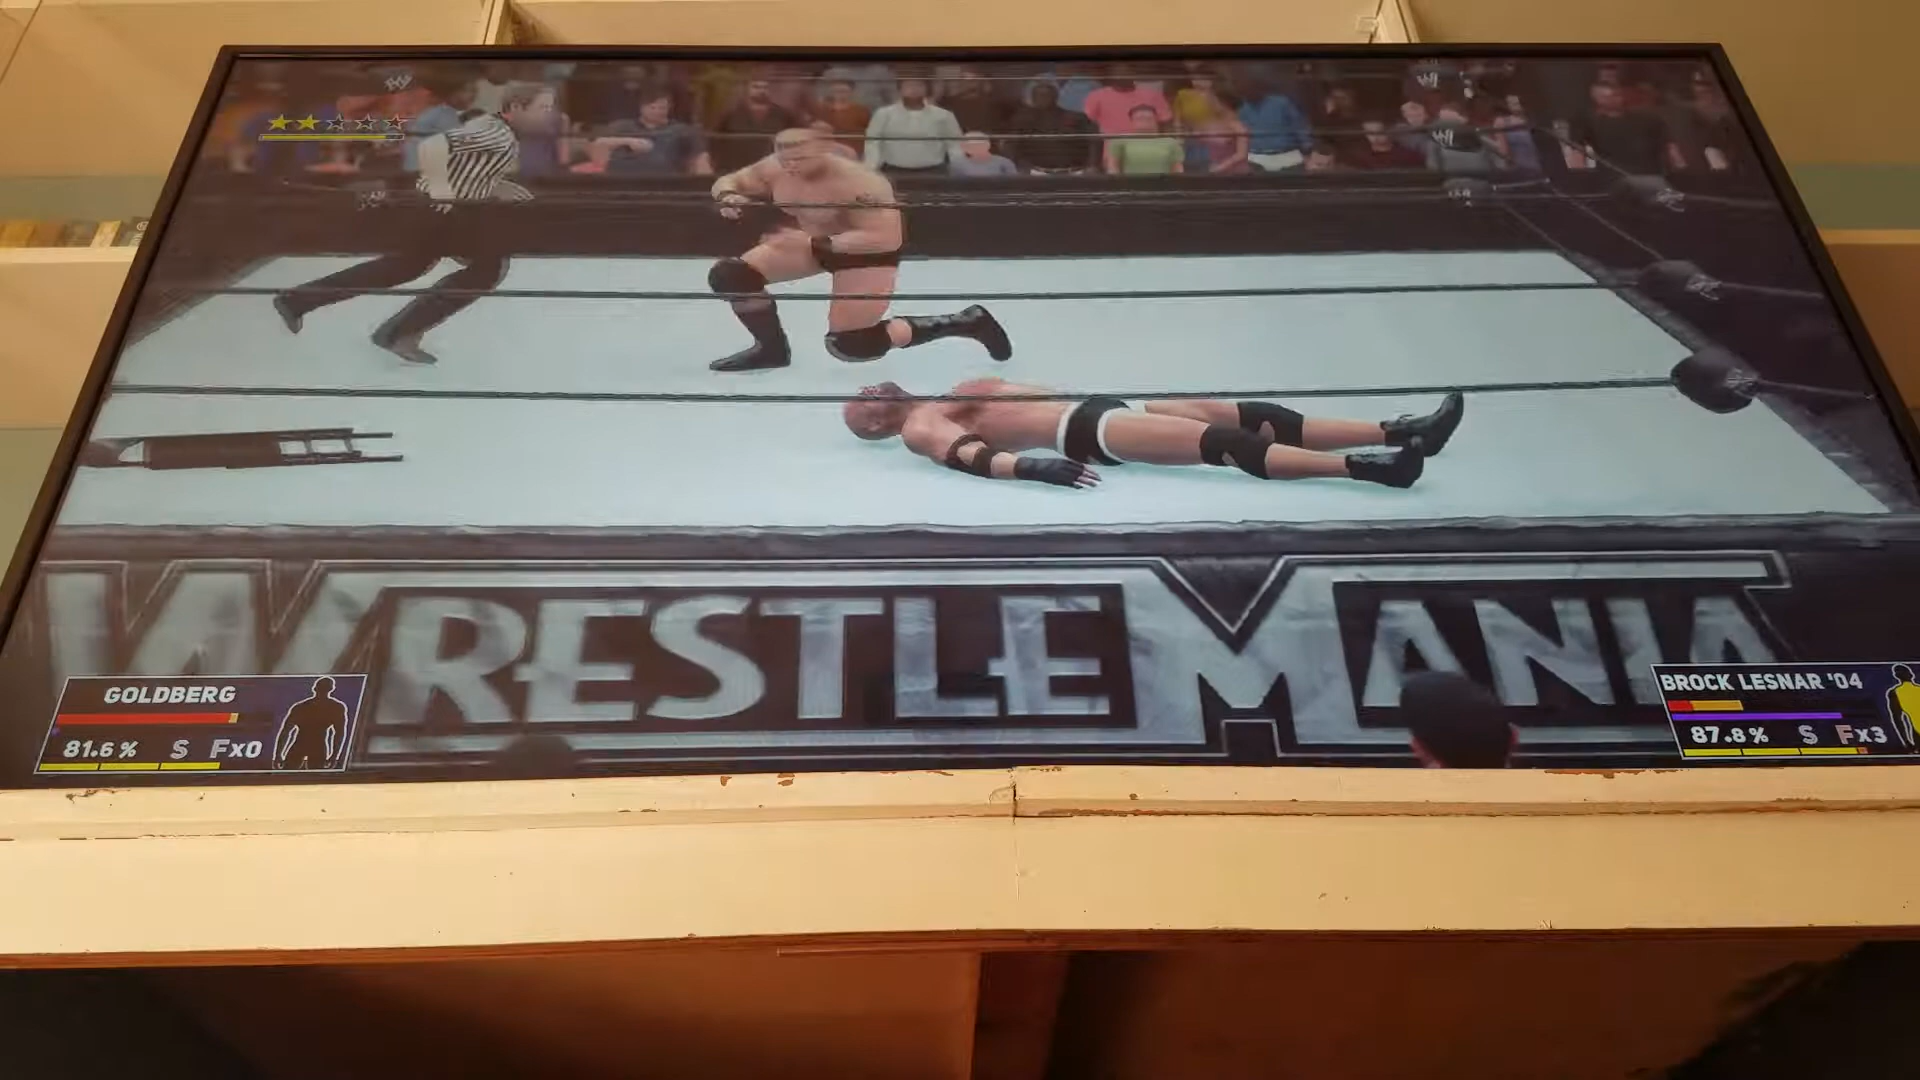 WRESTLEMANIA
GOLDBERG
81.6% S Fx0
BROCK LESNAR '04
87.8% S Fx3